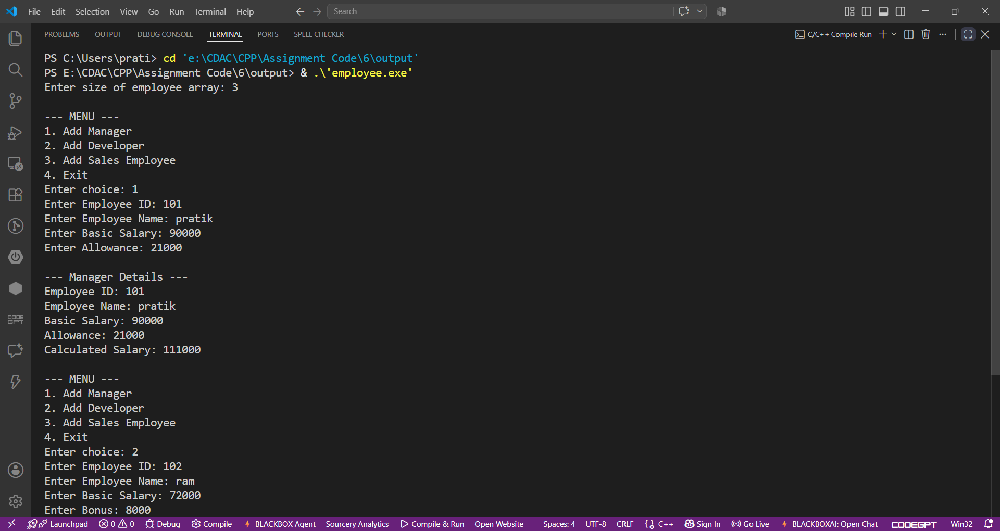 File Edit Selection View Go Run Terminal Help
Search
PROBLEMS OUTPUT DEBUG CONSOLE TERMINAL PORTS SPELL CHECKER
C/C++ Compile Run
PS C:\Users\prati> cd 'e:\CDAC\CPP\Assignment Code\6\output'
PS E:\CDAC\CPP\Assignment Code\6\output> & .\'employee.exe'
Enter size of employee array: 3
--- MENU ---
1. Add Manager
2. Add Developer
3. Add Sales Employee
4. Exit
Enter choice: 1
Enter Employee ID: 101
Enter Employee Name: pratik
Enter Basic Salary: 90000
Enter Allowance: 21000
--- Manager Details ---
Employee ID: 101
Employee Name: pratik
Basic Salary: 90000
Allowance: 21000
Calculated Salary: 111000
--- MENU ---
1. Add Manager
2. Add Developer
3. Add Sales Employee
4. Exit
Enter choice: 2
Enter Employee ID: 102
Enter Employee Name: ram
Enter Basic Salary: 72000
Enter Bonus: 8000
CODE
GPT
Launchpad 0 0 Debug Compile BLACKBOX Agent Sourcery Analytics Compile & Run Open Website Spaces: 4 UTF-8 CRLF {} C++ Sign In Go Live BLACKBOXAI: Open Chat CODEGPT Win32